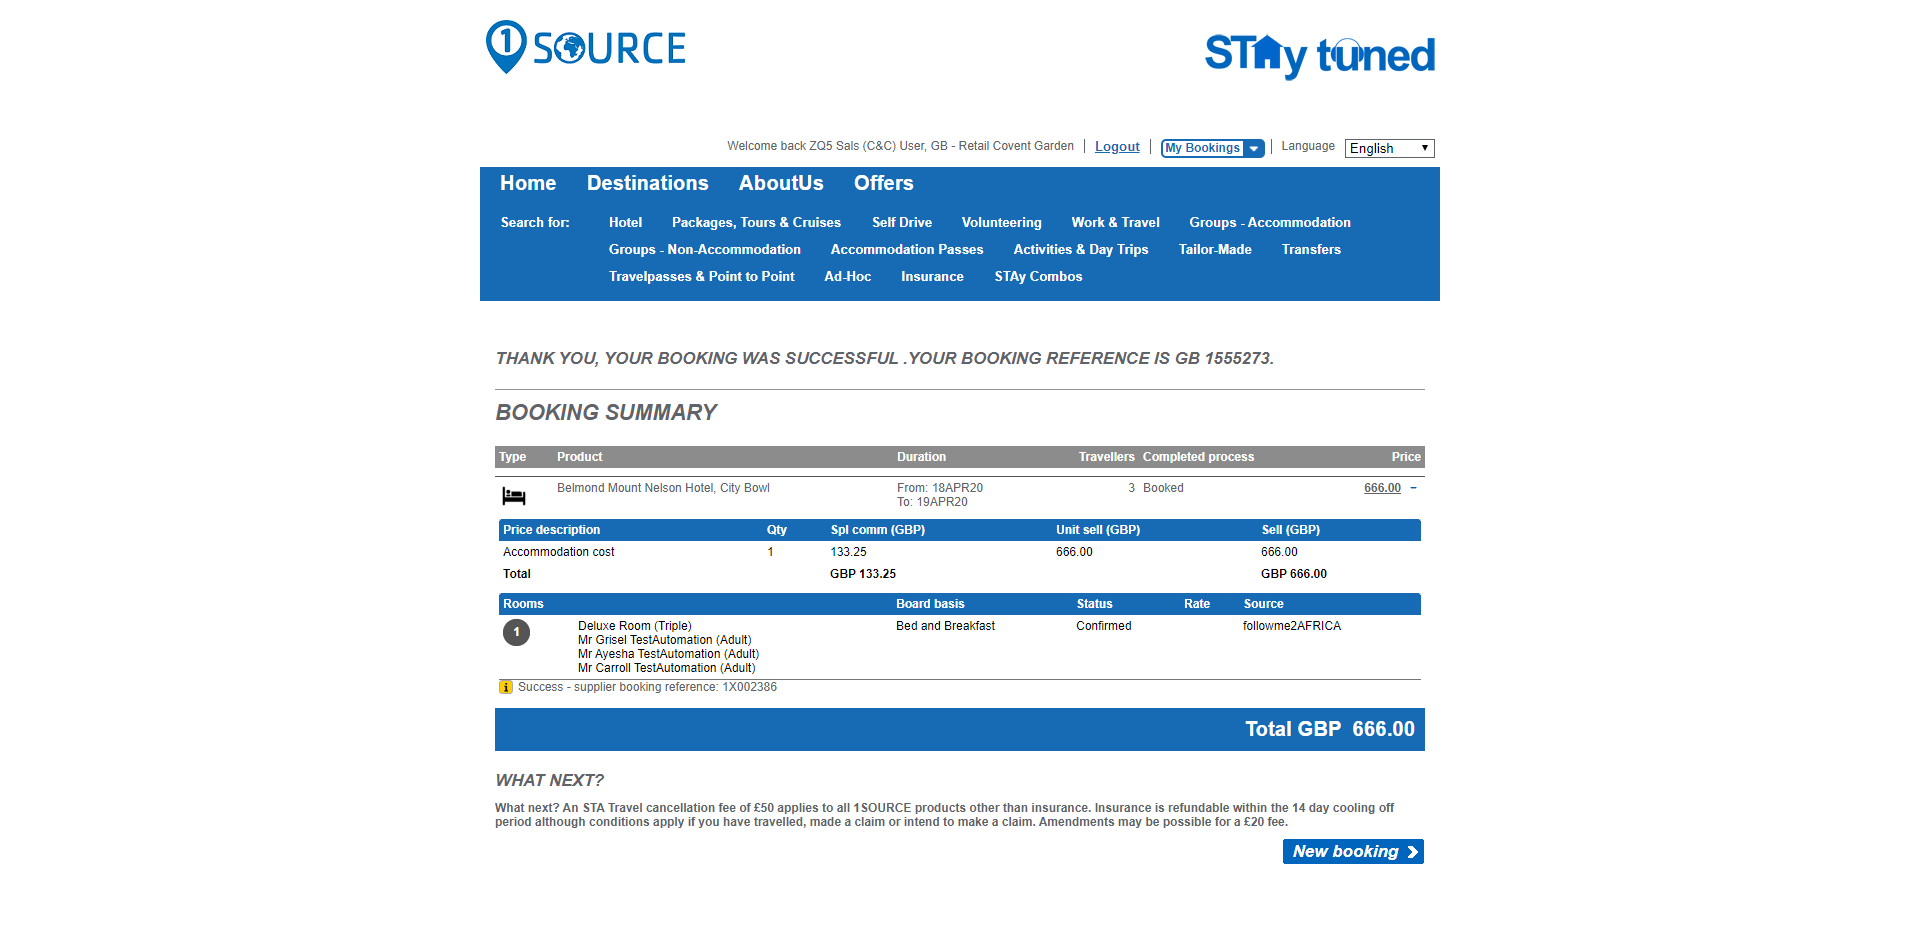 1 SOURCE
STAy tuned
Welcome back ZQ5 Sals (C&C) User, GB - Retail Covent Garden Logout My Bookings Language English
Home Destinations AboutUs Offers
Search for: Hotel Packages, Tours & Cruises Self Drive Volunteering Work & Travel Groups - Accommodation
Groups - Non-Accommodation Accommodation Passes Activities & Day Trips Tailor-Made Transfers
Travelpasses & Point to Point Ad-Hoc Insurance STAy Combos
THANK YOU, YOUR BOOKING WAS SUCCESSFUL .YOUR BOOKING REFERENCE IS GB 1555273.
BOOKING SUMMARY
Type Product Duration Travellers Completed process Price
Belmond Mount Nelson Hotel, City Bowl From: 18APR20 3 Booked 666.00 −
To: 19APR20
Price description Qty Spl comm (GBP) Unit sell (GBP) Sell (GBP)
Accommodation cost 1 133.25 666.00 666.00
Total GBP 133.25 GBP 666.00
Rooms Board basis Status Rate Source
1 Deluxe Room (Triple) Bed and Breakfast Confirmed followme2AFRICA
Mr Grisel TestAutomation (Adult)
Mr Ayesha TestAutomation (Adult)
Mr Carroll TestAutomation (Adult)
i Success - supplier booking reference: 1X002386
Total GBP 666.00
WHAT NEXT?
What next? An STA Travel cancellation fee of £50 applies to all 1SOURCE products other than insurance. Insurance is refundable within the 14 day cooling off
period although conditions apply if you have travelled, made a claim or intend to make a claim. Amendments may be possible for a £20 fee.
New booking